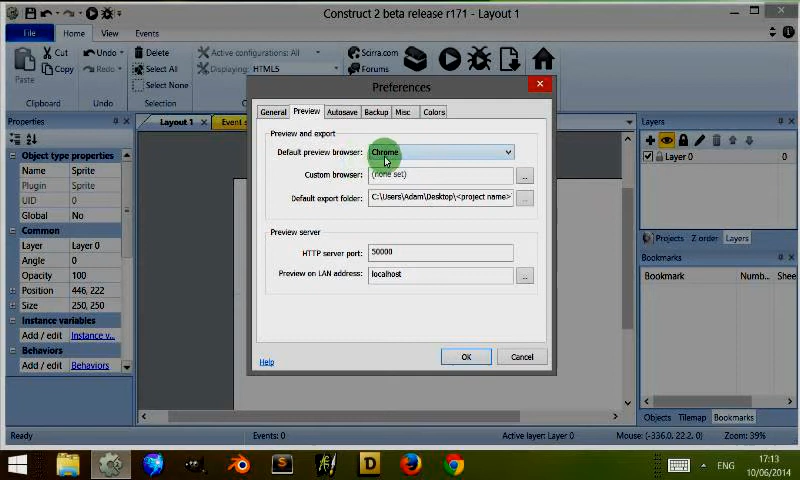 Construct 2 beta release r171 - Layout 1
File Home View Events
Paste
Cut
Copy
Clipboard
Undo
Redo
Undo
Delete
Select All
Select None
Selection
Active configurations: All
Displaying: HTML5
Scirra.com
Forums
Properties
Object type properties
Name Sprite
Plugin Sprite
UID 0
Global No
Common
Layer Layer 0
Angle 0
Opacity 100
Position 446, 222
Size 250, 250
Instance variables
Add / edit Instance v...
Behaviors
Add / edit Behaviors
Layout 1
Event s
Preferences
General Preview Autosave Backup Misc Colors
Preview and export
Default preview browser: Chrome
Custom browser: (none set) ...
Default export folder: C:\Users\Adam\Desktop\<project name> ...
Preview server
HTTP server port: 50000
Preview on LAN address: localhost ...
Help
OK
Cancel
Layers
Layer 0 0
Projects Z order Layers
Bookmarks
Bookmark Numb... Shee
Objects Tilemap Bookmarks
Ready Events: 0 Active layer: Layer 0 Mouse: (-336.0, 22.2, 0) Zoom: 39%
ENG
17:13
10/06/2014